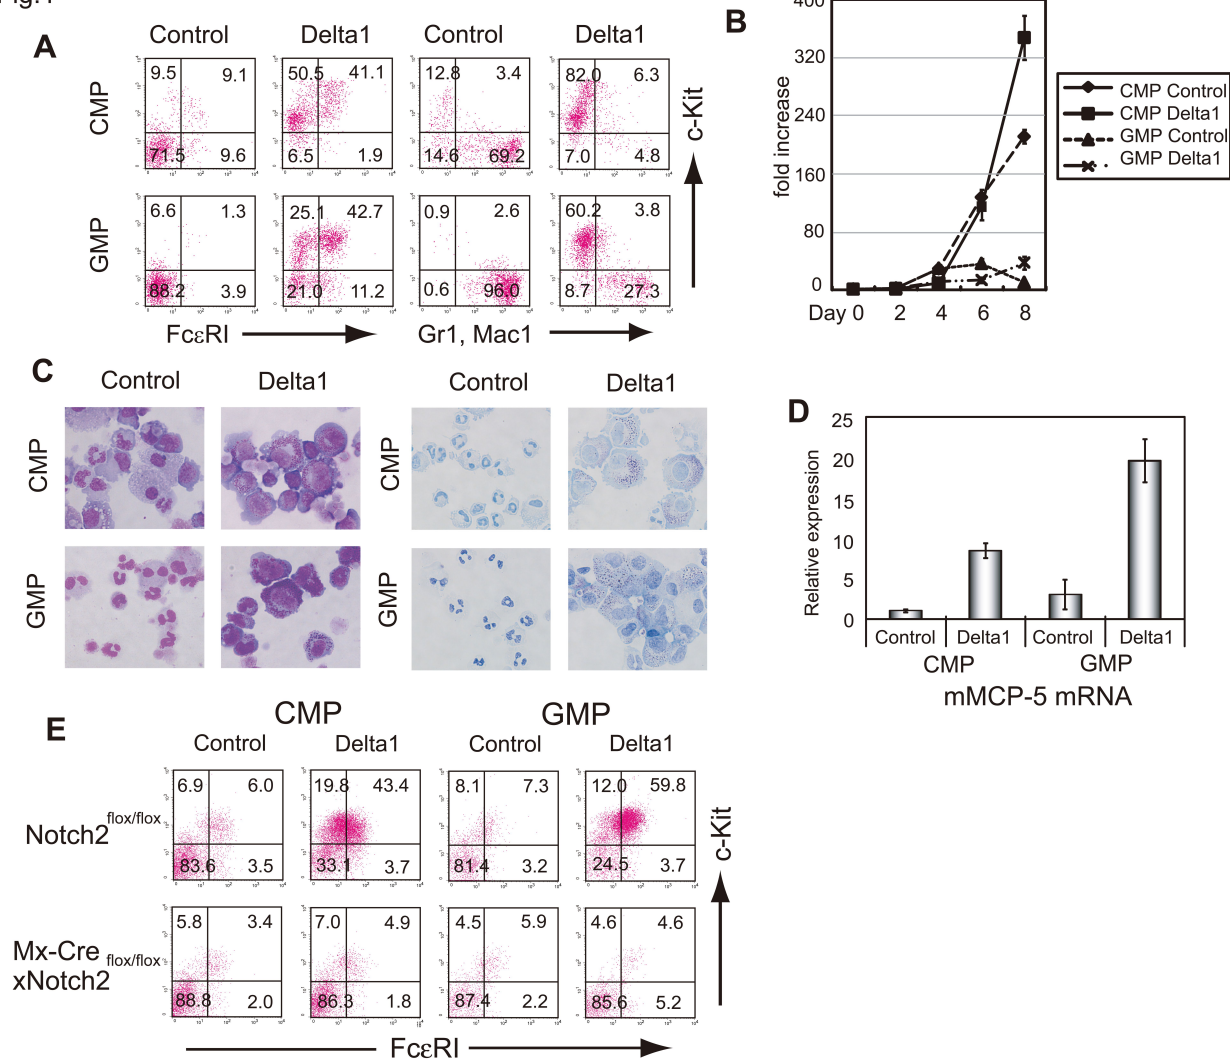 A
Control Delta1 Control Delta1
CMP
9.5 9.1 50.5 41.1 12.8 3.4 82.0 6.3
71.5 9.6 6.5 1.9 14.6 69.2 7.0 4.8
GMP
6.6 1.3 25.1 42.7 0.9 2.6 60.2 3.8
88.2 3.9 21.0 11.2 0.6 96.0 8.7 27.3
FcεRI Gr1, Mac1
c-Kit
B
400
320
240
160
80
0
fold increase
Day 0 2 4 6 8
CMP Control
CMP Delta1
GMP Control
GMP Delta1
C
Control Delta1 Control Delta1
CMP CMP
GMP GMP
D
25
20
15
10
5
0
Relative expression
Control Delta1 Control Delta1
CMP GMP
mMCP-5 mRNA
E
CMP GMP
Control Delta1 Control Delta1
Notch2 flox/flox
6.9 6.0 19.8 43.4 8.1 7.3 12.0 59.8
83.6 3.5 33.1 3.7 81.4 3.2 24.5 3.7
Mx-Cre
xNotch2 flox/flox
5.8 3.4 7.0 4.9 4.5 5.9 4.6 4.6
88.8 2.0 86.3 1.8 87.4 2.2 85.6 5.2
FcεRI
c-Kit